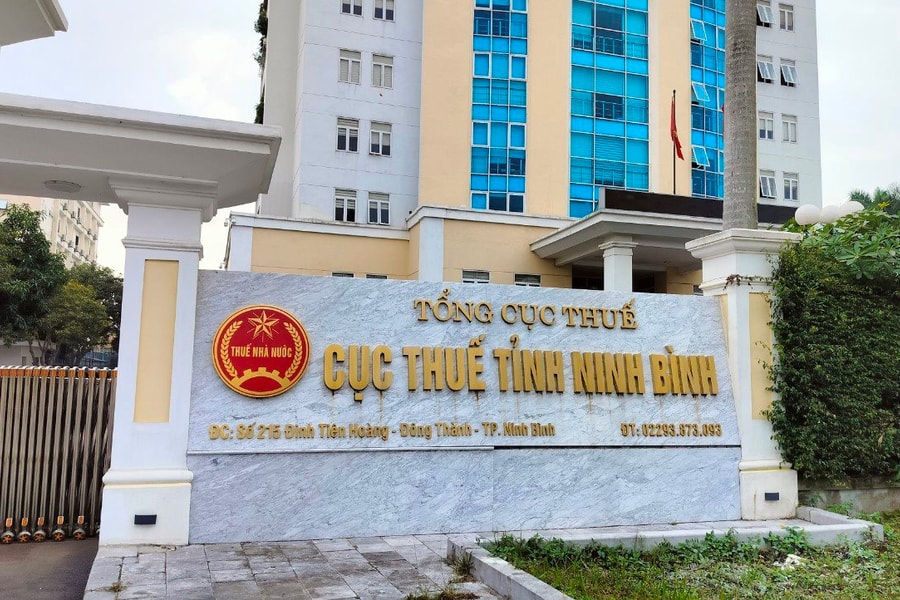 TỔNG CỤC THUẾ
THUẾ NHÀ NƯỚC
CỤC THUẾ TỈNH NINH BÌNH
ĐC: Số 215 Đinh Tiên Hoàng - Đông Thành - TP. Ninh Bình
ĐT: 02293.873.093